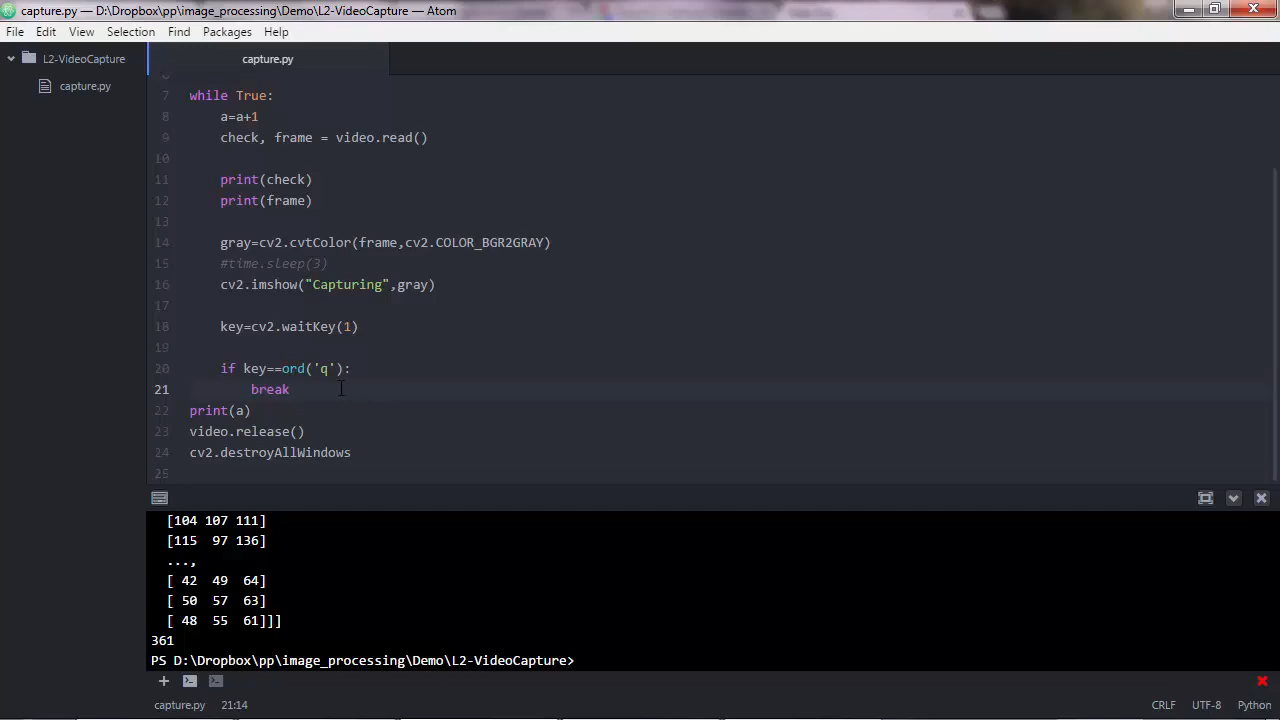 capture.py — D:\Dropbox\pp\image_processing\Demo\L2-VideoCapture — Atom
File Edit View Selection Find Packages Help
L2-VideoCapture
capture.py
capture.py
6
7 while True:
8 a=a+1
9 check, frame = video.read()
10
11 print(check)
12 print(frame)
13
14 gray=cv2.cvtColor(frame,cv2.COLOR_BGR2GRAY)
15 #time.sleep(3)
16 cv2.imshow("Capturing",gray)
17
18 key=cv2.waitKey(1)
19
20 if key==ord('q'):
21 break
22 print(a)
23 video.release()
24 cv2.destroyAllWindows
25
[104 107 111]
[115 97 136]
...,
[ 42 49 64]
[ 50 57 63]
[ 48 55 61]]]
361
PS D:\Dropbox\pp\image_processing\Demo\L2-VideoCapture>
capture.py 21:14 CRLF UTF-8 Python